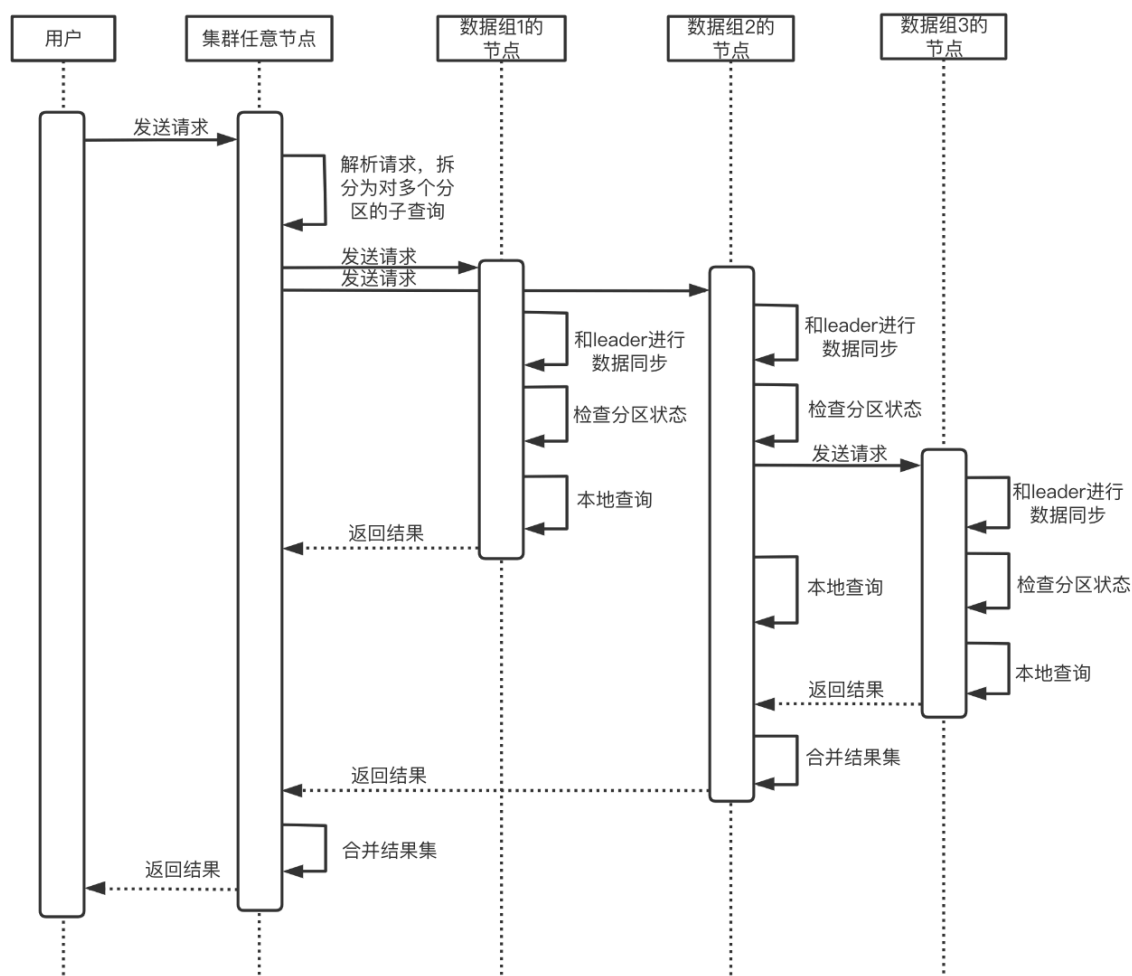 用户
集群任意节点
数据组1的
节点
数据组2的
节点
数据组3的
节点
发送请求
解析请求，拆
分为对多个分
区的子查询
发送请求
发送请求
和leader进行
数据同步
和leader进行
数据同步
检查分区状态
检查分区状态
发送请求
本地查询
和leader进行
数据同步
返回结果
本地查询
检查分区状态
本地查询
返回结果
合并结果集
返回结果
合并结果集
返回结果